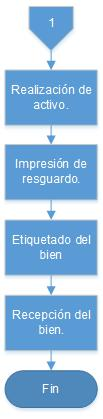 1
Realización de
activo.
Impresión de
resguardo.
Etiquetado del
bien
Recepción del
bien.
Fin